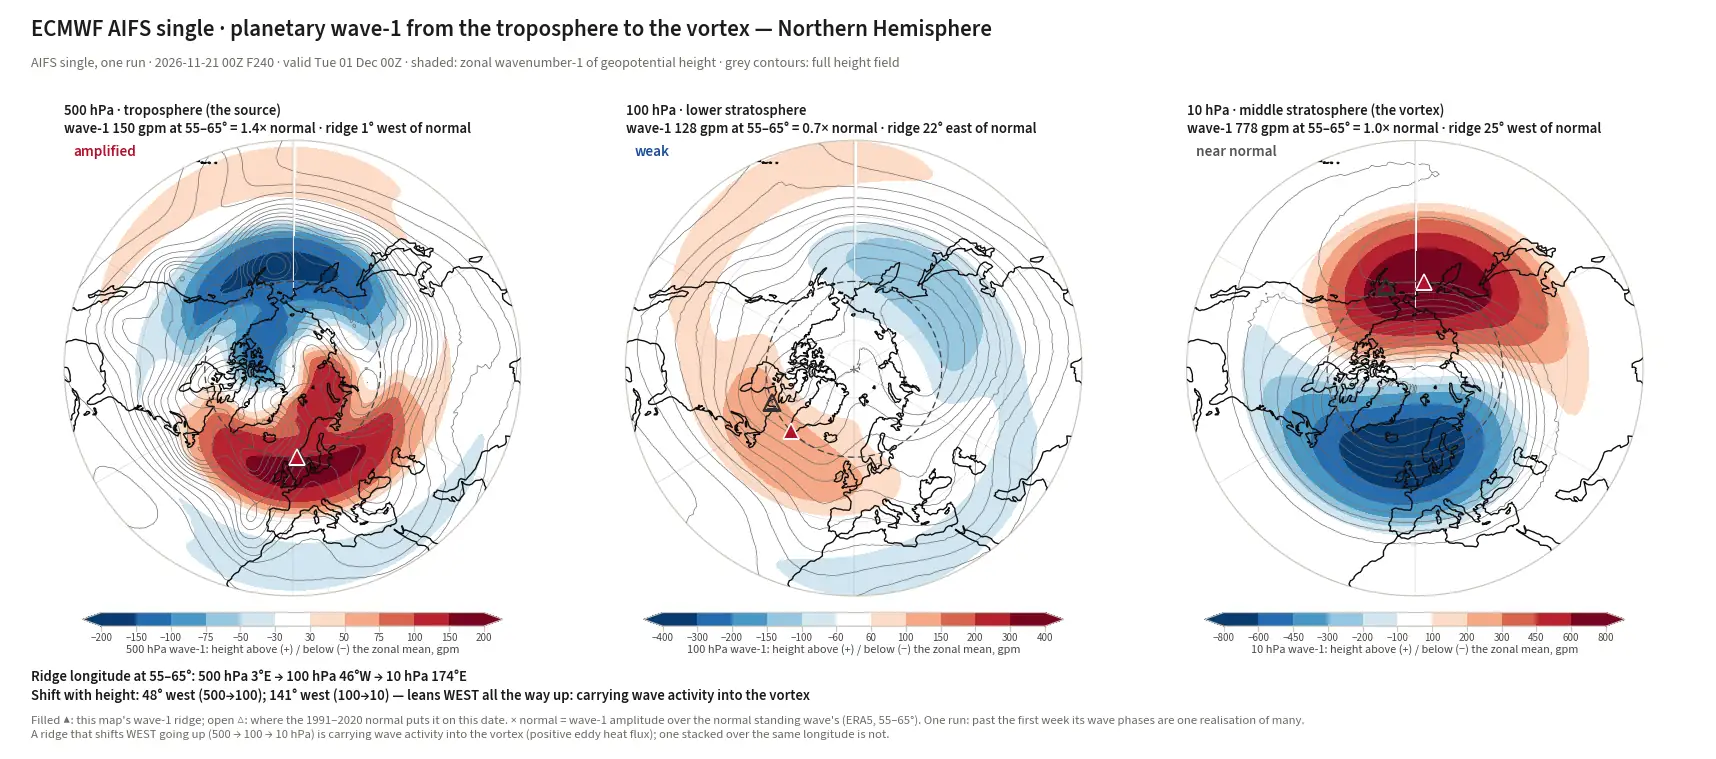 ECMWF AIFS single · planetary wave-1 from the troposphere to the vortex — Northern Hemisphere
AIFS single, one run · 2026-11-21 00Z F240 · valid Tue 01 Dec 00Z · shaded: zonal wavenumber-1 of geopotential height · grey contours: full height field
500 hPa · troposphere (the source)
wave-1 150 gpm at 55–65° = 1.4× normal · ridge 1° west of normal
amplified
100 hPa · lower stratosphere
wave-1 128 gpm at 55–65° = 0.7× normal · ridge 22° east of normal
weak
10 hPa · middle stratosphere (the vortex)
wave-1 778 gpm at 55–65° = 1.0× normal · ridge 25° west of normal
near normal
−200 −150 −100 −75 −50 −30 30 50 75 100 150 200
500 hPa wave-1: height above (+) / below (−) the zonal mean, gpm
−400 −300 −200 −150 −100 −60 60 100 150 200 300 400
100 hPa wave-1: height above (+) / below (−) the zonal mean, gpm
−800 −600 −450 −300 −200 −100 100 200 300 450 600 800
10 hPa wave-1: height above (+) / below (−) the zonal mean, gpm
Ridge longitude at 55–65°: 500 hPa 3°E → 100 hPa 46°W → 10 hPa 174°E
Shift with height: 48° west (500→100); 141° west (100→10) — leans WEST all the way up: carrying wave activity into the vortex
Filled ▲: this map's wave-1 ridge; open △: where the 1991–2020 normal puts it on this date. × normal = wave-1 amplitude over the normal standing wave's (ERA5, 55–65°). One run: past the first week its wave phases are one realisation of many.
A ridge that shifts WEST going up (500 → 100 → 10 hPa) is carrying wave activity into the vortex (positive eddy heat flux); one stacked over the same longitude is not.